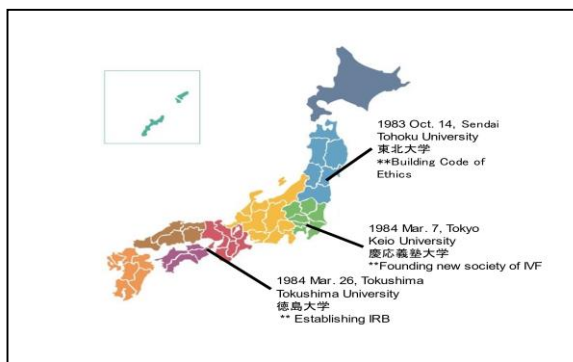 1983 Oct. 14, Sendai
Tohoku University
東北大学
**Building Code of
Ethics
1984 Mar. 7, Tokyo
Keio University
慶応義塾大学
**Founding new society of IVF
1984 Mar. 26, Tokushima
Tokushima University
徳島大学
** Establishing IRB